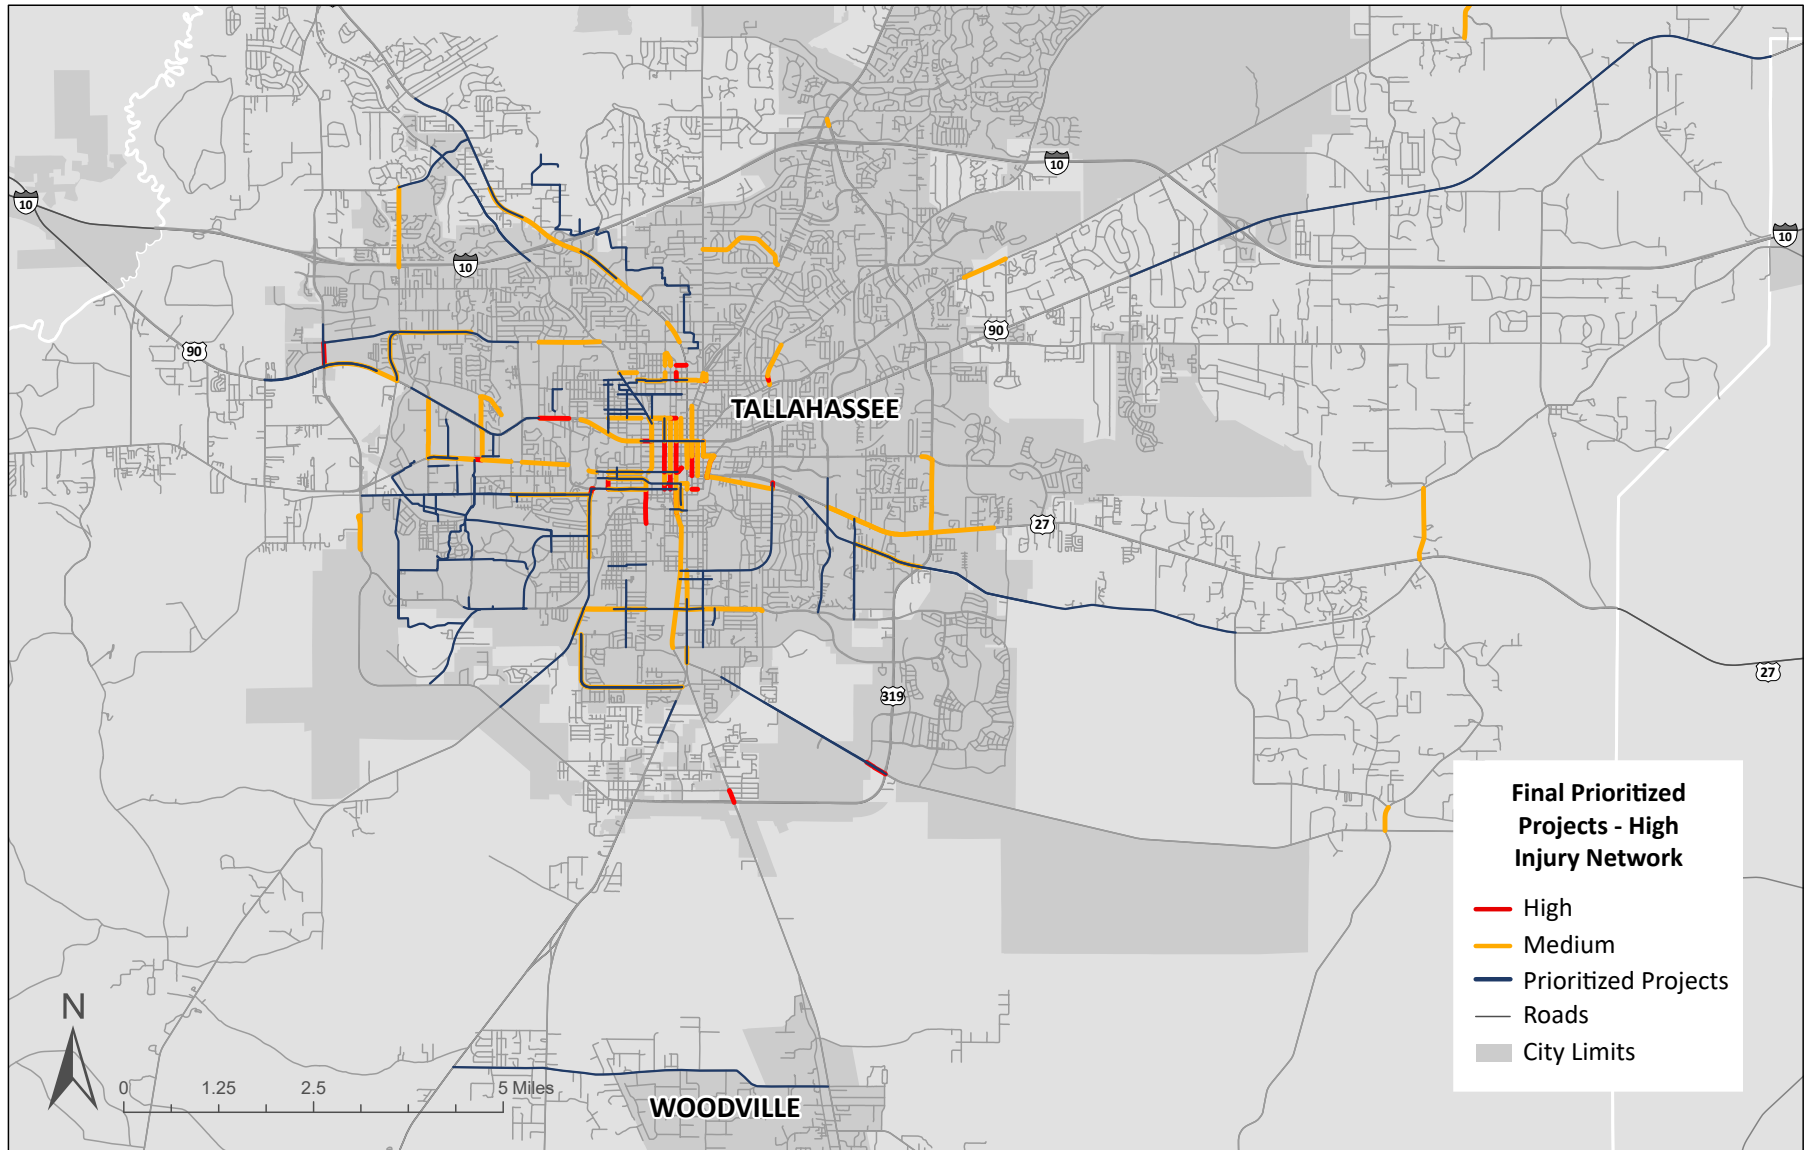 10
10
10
10
90
90
TALLAHASSEE
27
27
319
Final Prioritized
Projects - High
Injury Network
High
Medium
Prioritized Projects
Roads
City Limits
N
0 1.25 2.5 5 Miles
WOODVILLE